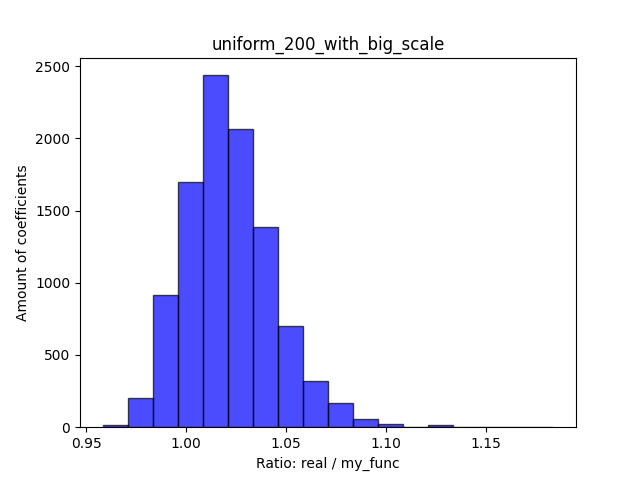 uniform_200_with_big_scale
2500
2000
1500
1000
500
0
Amount of coefficients
0.95 1.00 1.05 1.10 1.15
Ratio: real / my_func